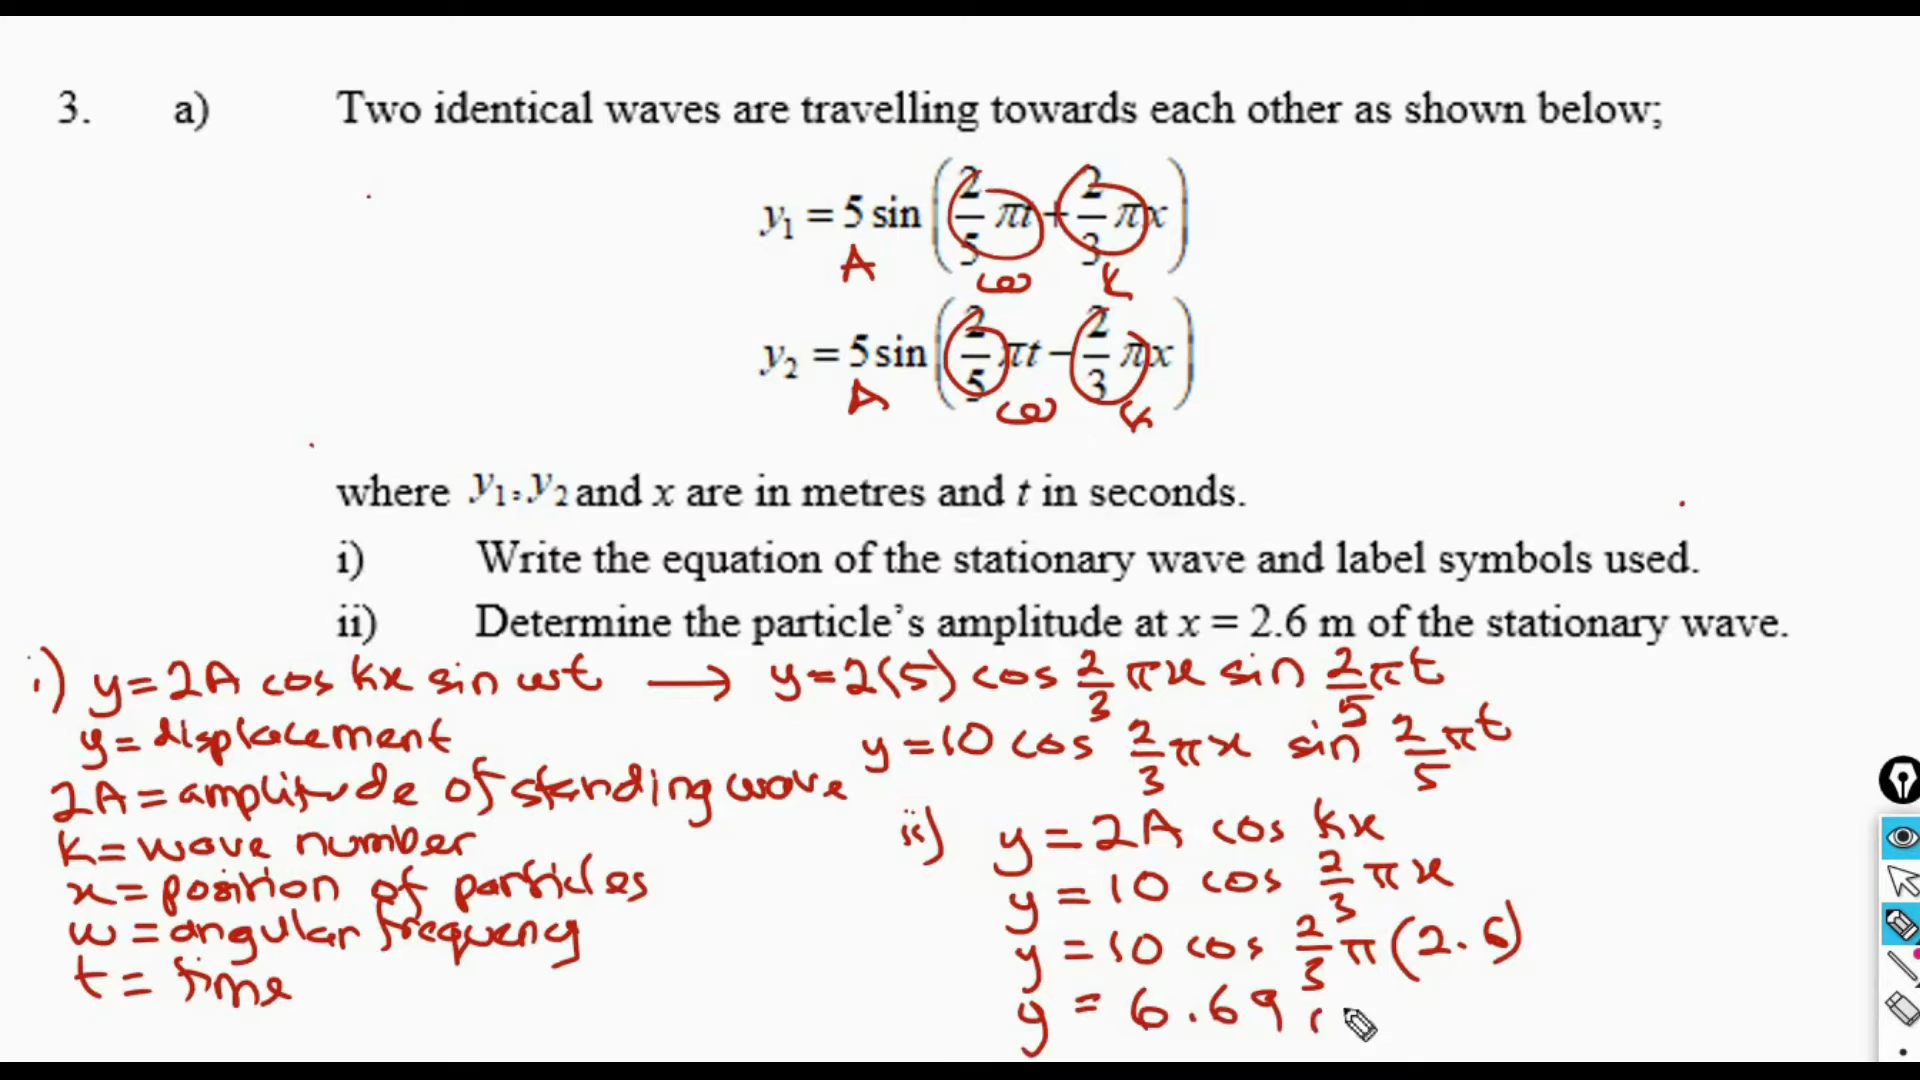 3. a) Two identical waves are travelling towards each other as shown below;
y₁ = 5 sin (2/5 πt + 2/3 πx)
A ω k
y₂ = 5 sin (2/5 πt − 2/3 πx)
A ω k
where y₁, y₂ and x are in metres and t in seconds.
i) Write the equation of the stationary wave and label symbols used.
ii) Determine the particle's amplitude at x = 2.6 m of the stationary wave.
i) y = 2A cos kx sin ωt → y = 2(5) cos 2/3 πx sin 2/5 πt
y = displacement
y = 10 cos 2/3 πx sin 2/5 πt
2A = amplitude of standing wave
k = wave number
x = position of particles
ω = angular frequency
t = time
ii) y = 2A cos kx
y = 10 cos 2/3 πx
y = 10 cos 2/3 π (2.6)
y = 6.69